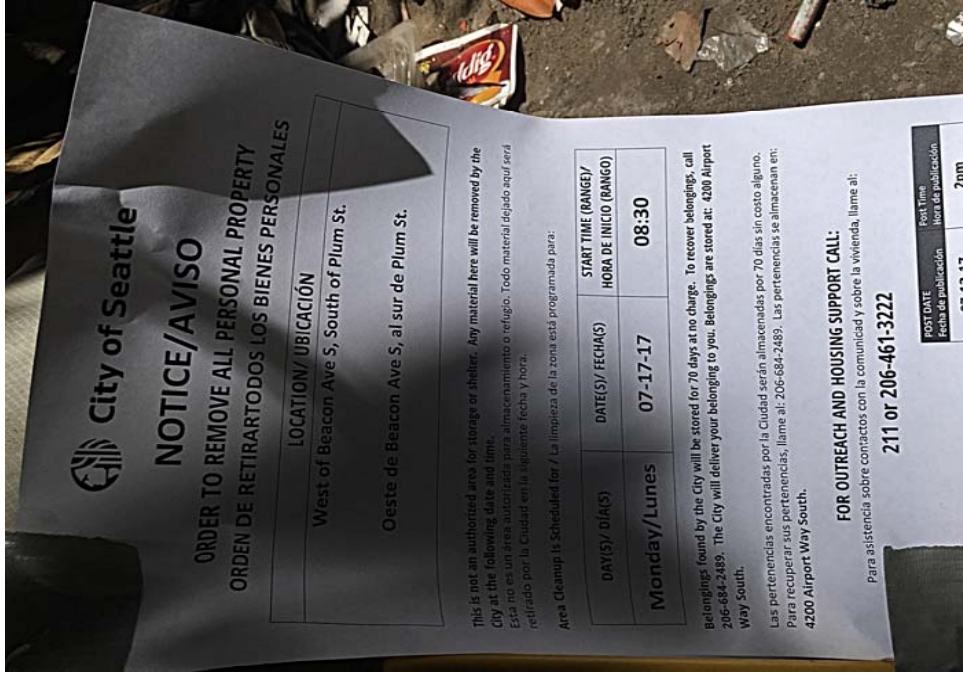 City of Seattle
NOTICE/AVISO
ORDER TO REMOVE ALL PERSONAL PROPERTY
ORDEN DE RETIRARTODOS LOS BIENES PERSONALES
LOCATION/ UBICACIÓN
West of Beacon Ave S, South of Plum St.
Oeste de Beacon Ave S, al sur de Plum St.
This is not an authorized area for storage or shelter. Any material here will be removed by the
City at the following date and time.
Esta no es un área autorizada para almacenamiento o refugio. Todo material dejado aquí será
retirado por la Ciudad en la siguiente fecha y hora.
Area Cleanup Is Scheduled for / La limpieza de la zona está programada para:
DAY(S)/ DÍA(S) DATE(S)/ FECHA(S) START TIME (RANGE)/
HORA DE INICIO (RANGO)
Monday/Lunes 07-17-17 08:30
Belongings found by the City will be stored for 70 days at no charge. To recover belongings, call
206-684-2489. The City will deliver your belonging to you. Belongings are stored at: 4200 Airport
Way South.
Las pertenencias encontradas por la Ciudad serán almacenadas por 70 días sin costo alguno.
Para recuperar sus pertenencias, llame al: 206-684-2489. Las pertenencias se almacenan en:
4200 Airport Way South.
FOR OUTREACH AND HOUSING SUPPORT CALL:
Para asistencia sobre contactos con la comunicad y sobre la vivienda, llame al:
211 or 206-461-3222
POST DATE Post Time
Fecha de publicación Hora de publicación
2pm